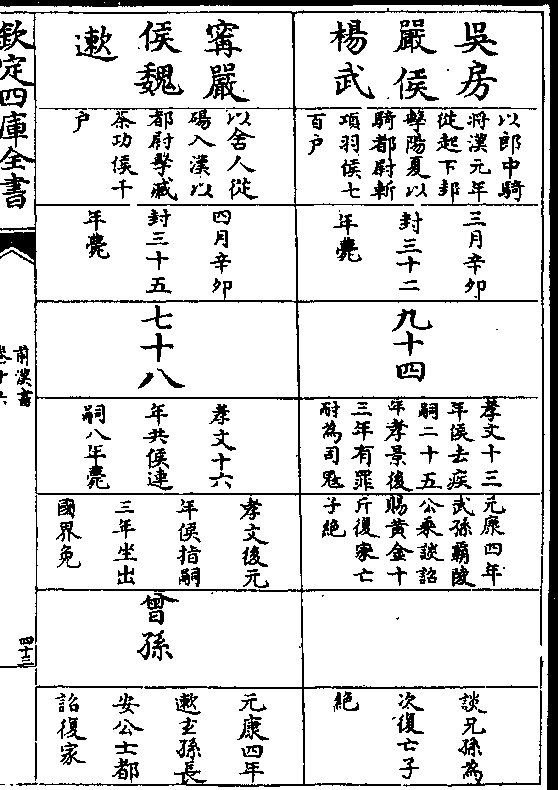 吳房
嚴侯
楊武
以郎中騎
將漢元年
從起下邽
擊陽夏以
騎都尉斬
項羽侯七
百户
三月辛卯
封三十二
年薨
九十四
孝文十三
年侯去疾
嗣二十五
年孝景後
三年有罪
耐為司寇
元康四年
武孫霸陵
公乘談詔
賜黃金十
斤復家亡
子絕
談兄孫為
次復亡子
絕
甯嚴
侯魏
遬
以舍人從
碭入漢以
都尉擊臧
荼功侯千
户
四月辛卯
封三十五
年薨
七十八
孝文十六
年共侯連
嗣八年薨
孝文後元
年侯指嗣
三年坐出
國界免
曾孫
元康四年
遬玄孫長
安公士都
詔復家
欽定四庫全書
前漢書
卷十六
四十三